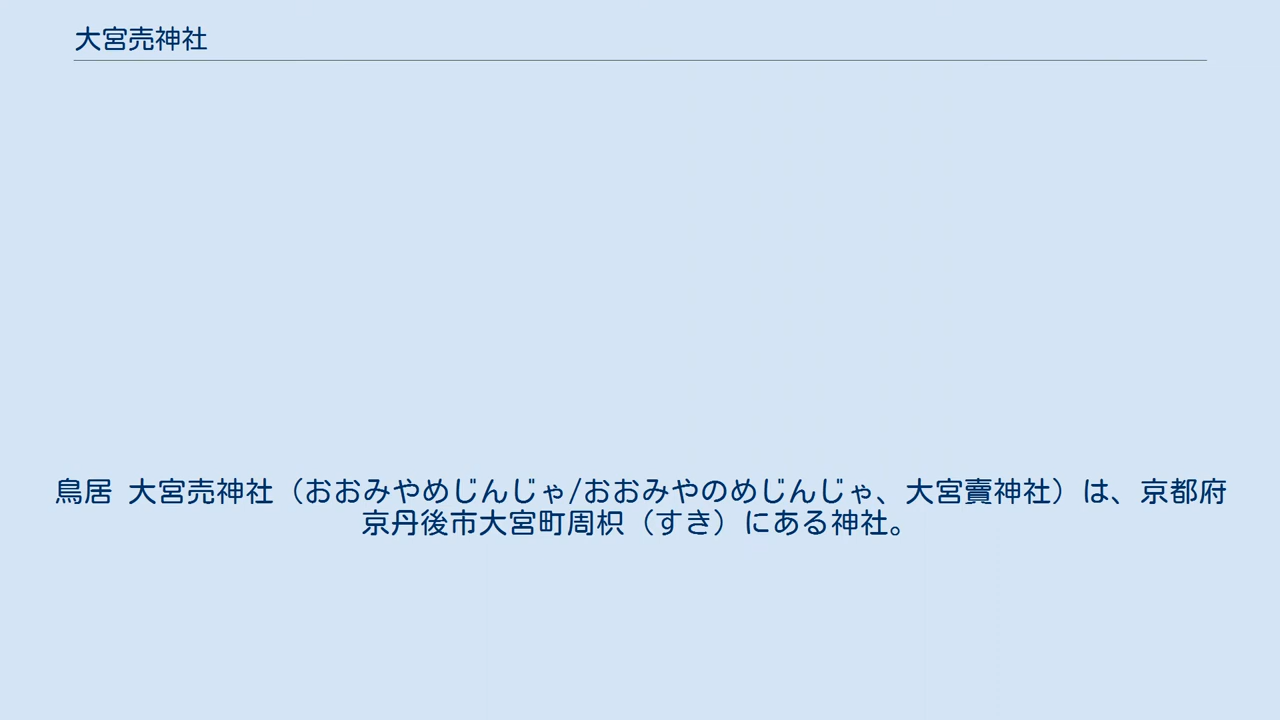 大宮売神社
鳥居 大宮売神社（おおみやめじんじゃ/おおみやのめじんじゃ、大宮賣神社）は、京都府
京丹後市大宮町周枳（すき）にある神社。